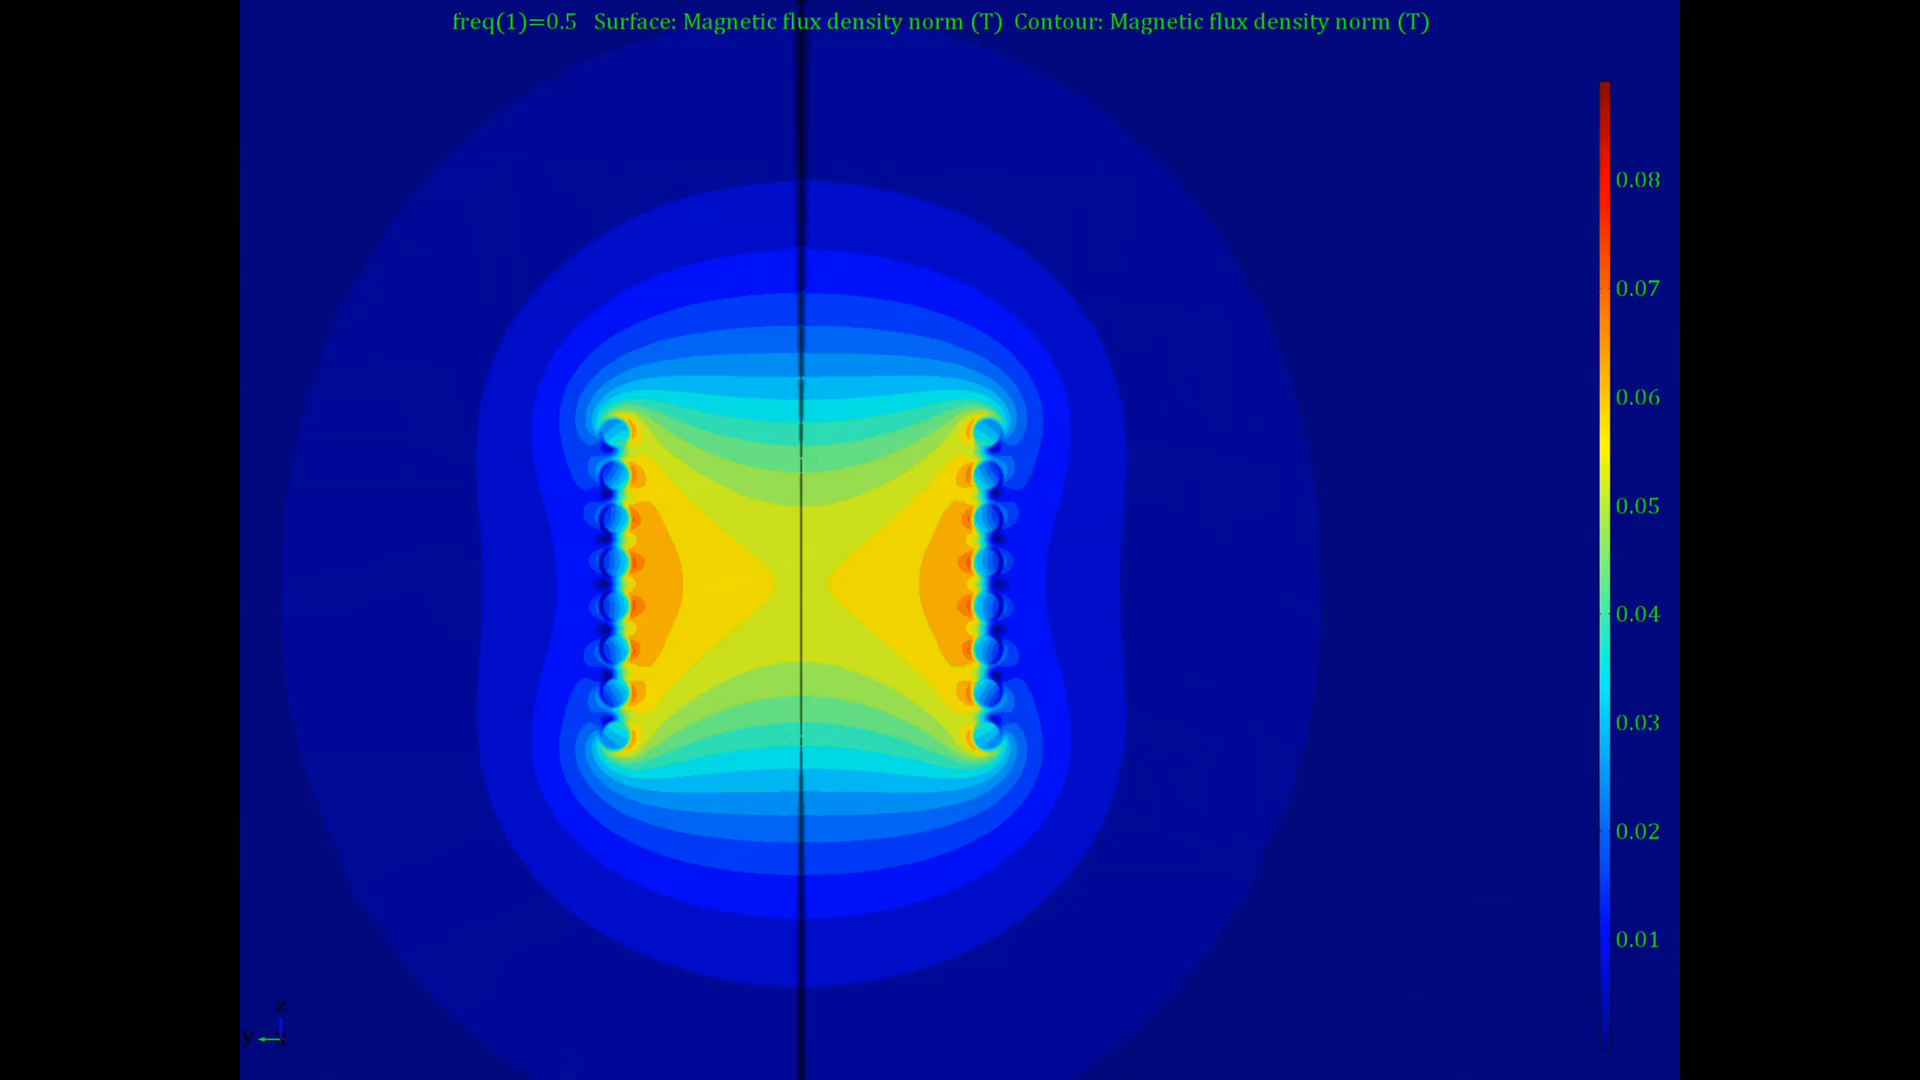 freq(1)=0.5 Surface: Magnetic flux density norm (T) Contour: Magnetic flux density norm (T)
0.08
0.07
0.06
0.05
0.04
0.03
0.02
0.01
z
y